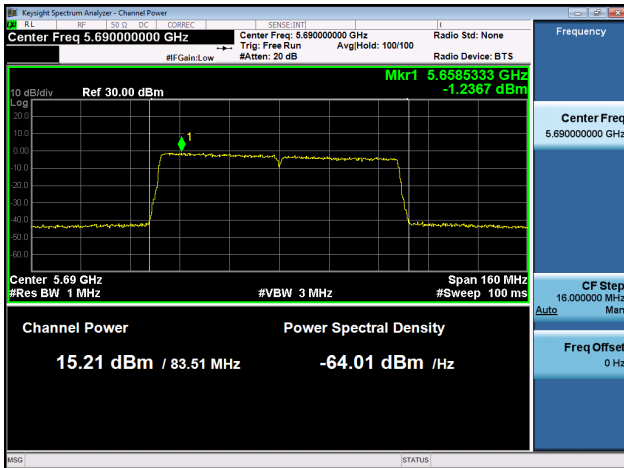 Keysight Spectrum Analyzer - Channel Power
RL RF 50 Ω DC CORREC SENSE:INT
Center Freq 5.690000000 GHz
#IFGain:Low
Center Freq: 5.690000000 GHz
Trig: Free Run Avg|Hold: 100/100
#Atten: 20 dB
Radio Std: None
Radio Device: BTS
Frequency
Mkr1 5.6585333 GHz
-1.2367 dBm
10 dB/div Ref 30.00 dBm
Log
20.0
10.0
0.00
-10.0
-20.0
-30.0
-40.0
-50.0
-60.0
1
Center 5.69 GHz Span 160 MHz
#Res BW 1 MHz #VBW 3 MHz #Sweep 100 ms
Channel Power Power Spectral Density
15.21 dBm / 83.51 MHz -64.01 dBm /Hz
Center Freq
5.690000000 GHz
CF Step
16.000000 MHz
Auto Man
Freq Offset
0 Hz
MSG STATUS